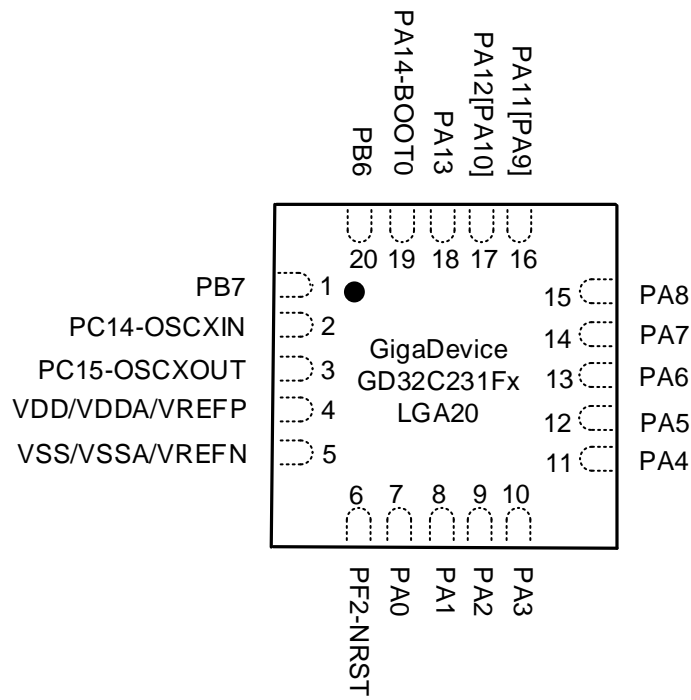 PB6
PA14-BOOT0
PA13
PA12[PA10]
PA11[PA9]
20 19 18 17 16
PB7 1
PC14-OSCXIN 2
PC15-OSCXOUT 3
VDD/VDDA/VREFP 4
VSS/VSSA/VREFN 5
GigaDevice
GD32C231Fx
LGA20
15 PA8
14 PA7
13 PA6
12 PA5
11 PA4
6 7 8 9 10
PF2-NRST
PA0
PA1
PA2
PA3